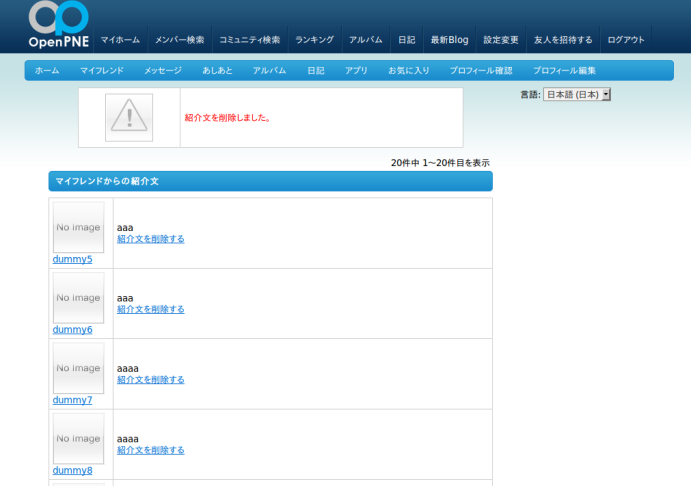 OpenPNE マイホーム メンバー検索 コミュニティ検索 ランキング アルバム 日記 最新Blog 設定変更 友人を招待する ログアウト
ホーム マイフレンド メッセージ あしあと アルバム 日記 アプリ お気に入り プロフィール確認 プロフィール編集
言語: 日本語 (日本)
紹介文を削除しました。
20件中 1～20件目を表示
マイフレンドからの紹介文
No image
aaa
紹介文を削除する
dummy5
No image
aaa
紹介文を削除する
dummy6
No image
aaaa
紹介文を削除する
dummy7
No image
aaaa
紹介文を削除する
dummy8